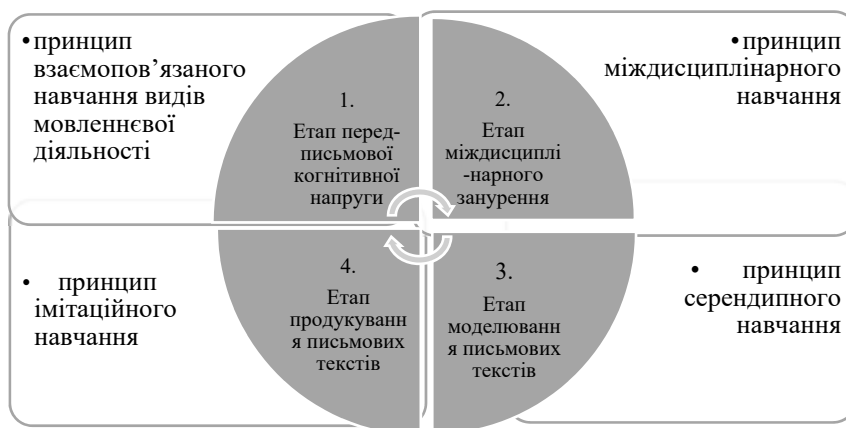 •принцип
взаємопов’язаного
навчання видів
мовленнєвої
діяльності
•принцип
міждисциплінарного
навчання
1.
Етап перед-
письмової
когнітивної
напруги
2.
Етап
міждисциплі
-нарного
занурення
4.
Етап
продукуванн
я письмових
текстів
3.
Етап
моделюванн
я письмових
текстів
• принцип
імітаційного
навчання
• принцип
серендипного
навчання